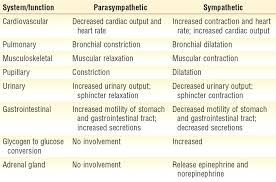 System/function Parasympathetic Sympathetic
Cardiovascular Decreased cardiac output and Increased contraction and heart
heart rate rate; increased cardiac output
Pulmonary Bronchial constriction Bronchial dilatation
Musculoskeletal Muscular relaxation Muscular contraction
Pupillary Constriction Dilatation
Urinary Increased urinary output; Decreased urinary output;
sphincter relaxation sphincter contraction
Gastrointestinal Increased motility of stomach Decreased motility of stomach
and gastrointestinal tract; and gastrointestinal tract;
increased secretions decreased secretions
Glycogen to glucose No involvement Increased
conversion
Adrenal gland No involvement Release epinephrine and
norepinephrine